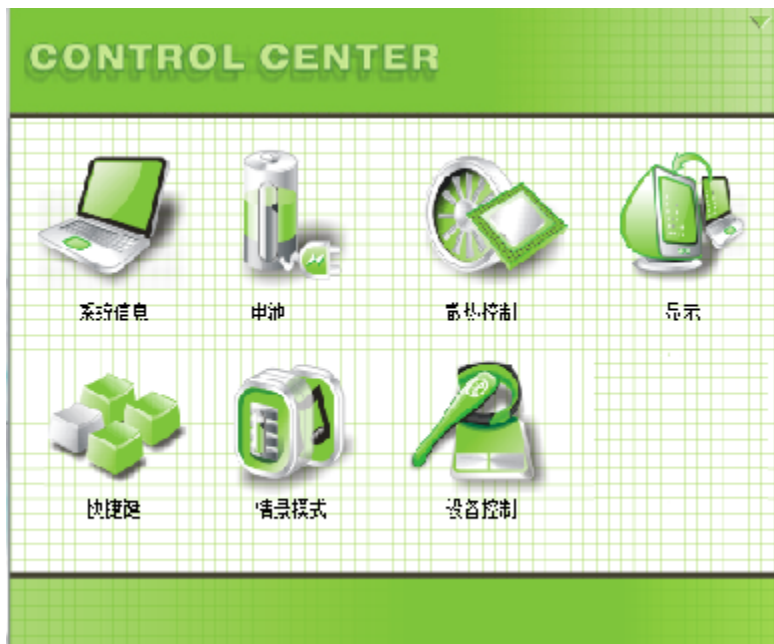 CONTROL CENTER
系统信息
电池
散热控制
显示
快捷键
情景模式
设备控制